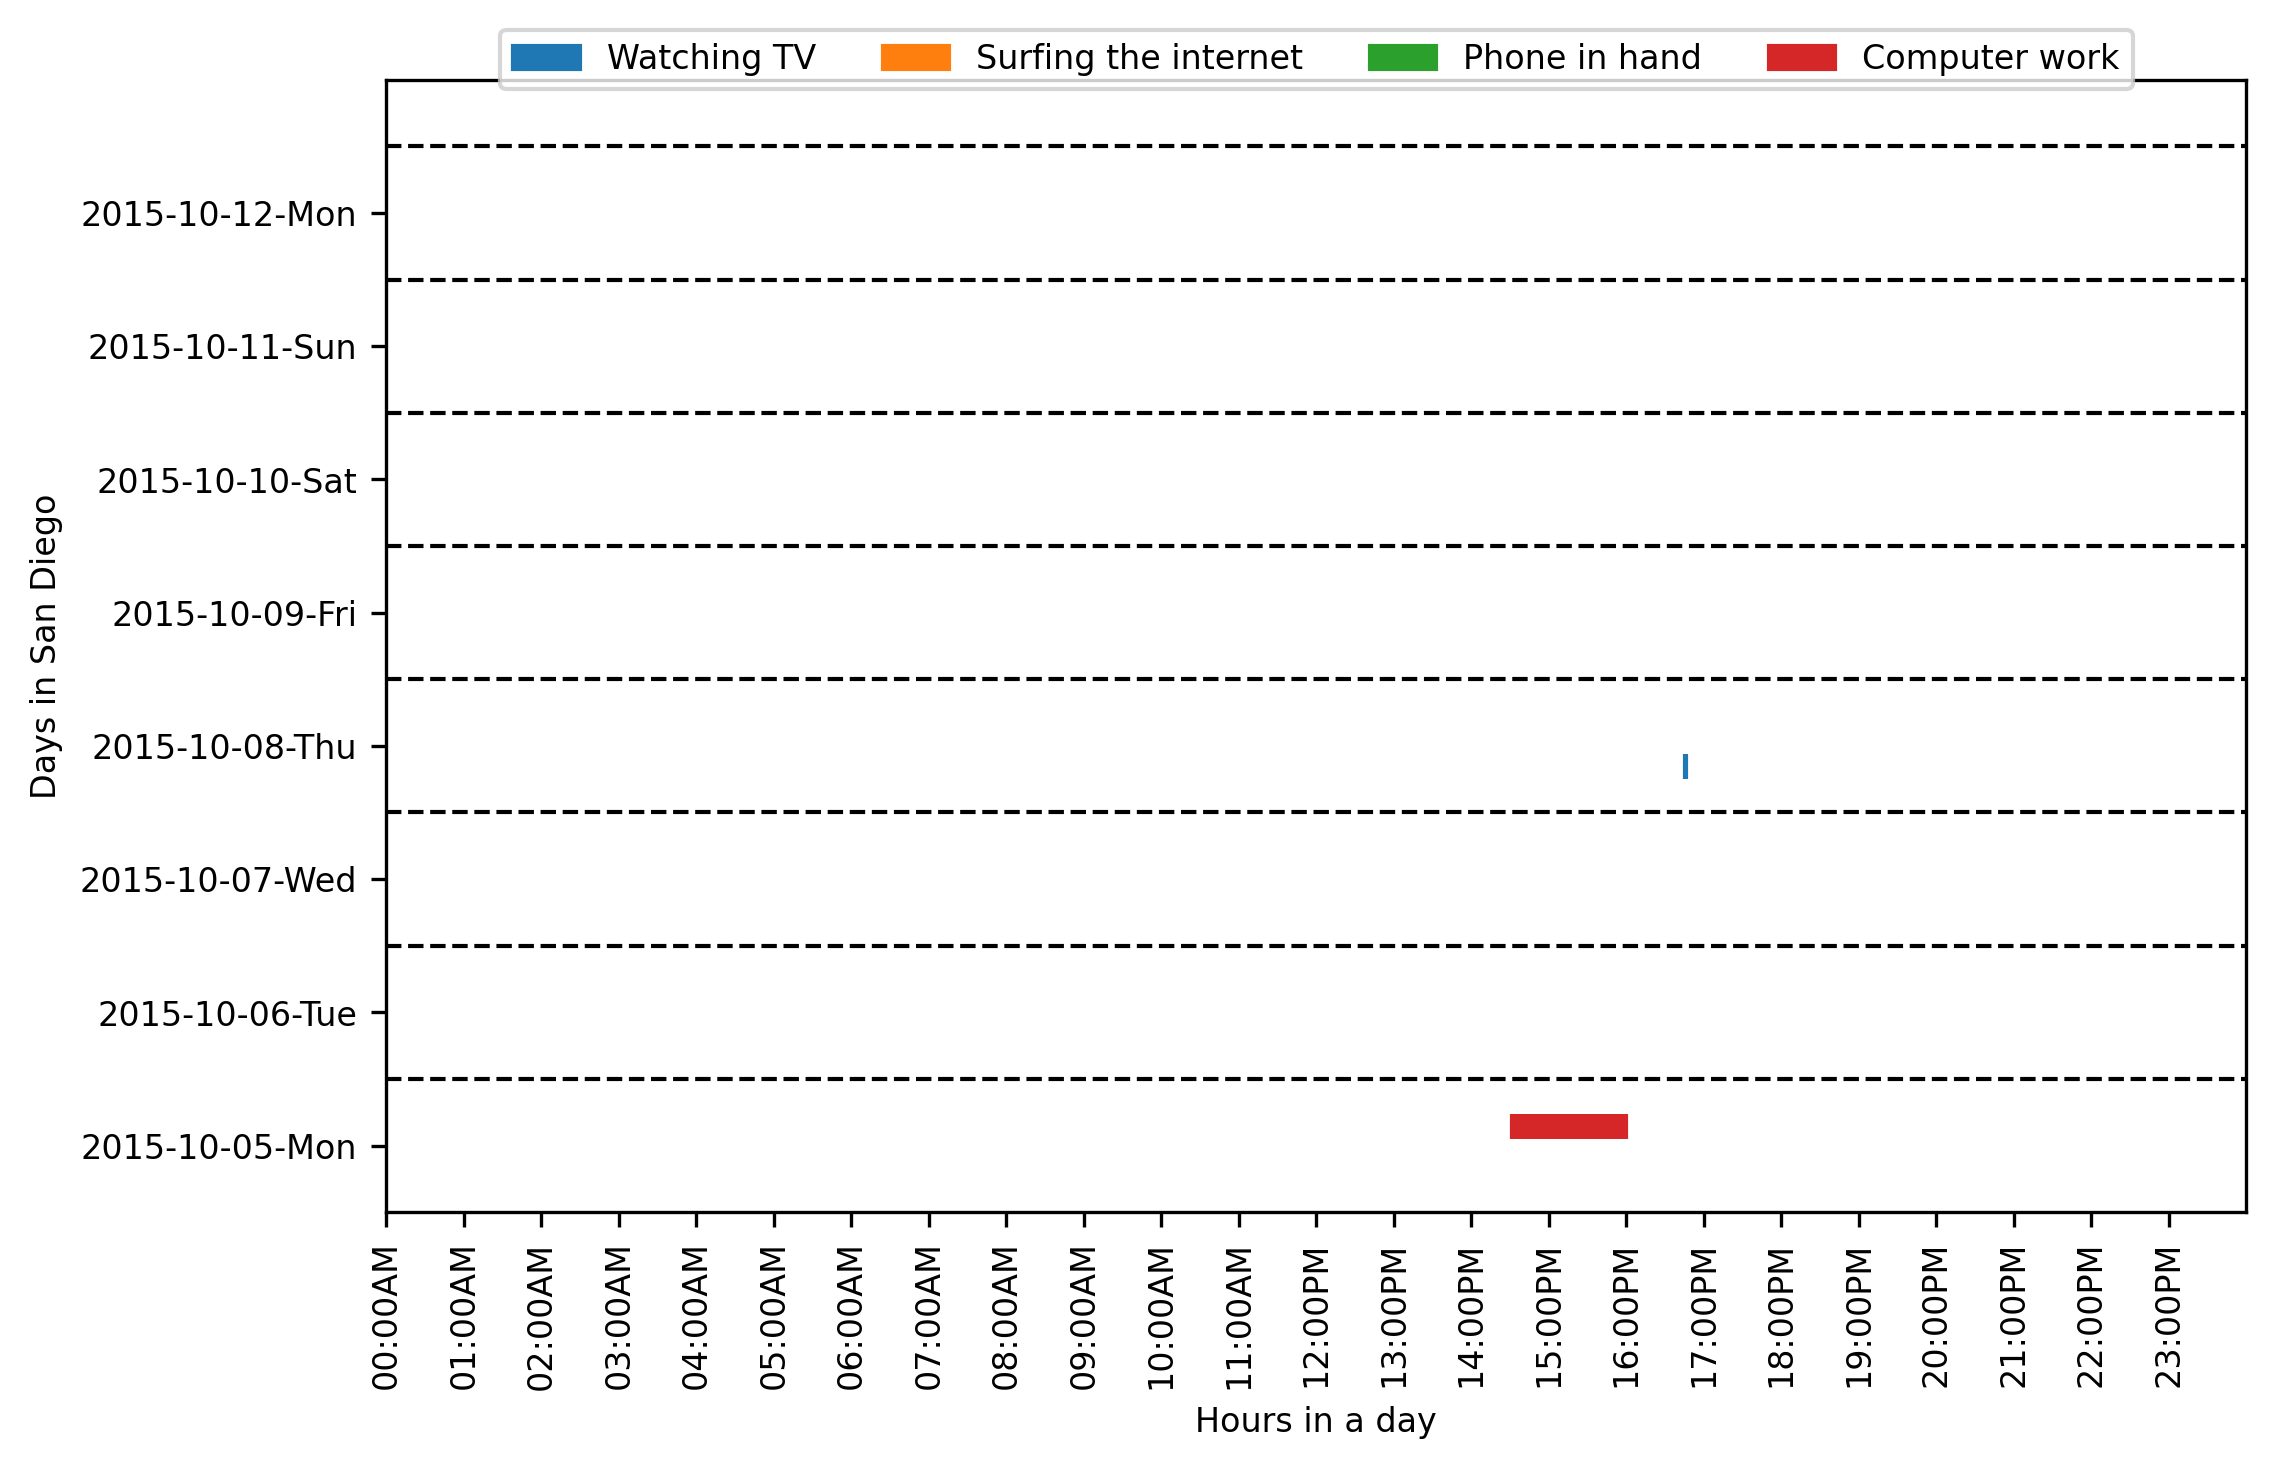 Watching TV Surfing the internet Phone in hand Computer work
2015-10-12-Mon
2015-10-11-Sun
2015-10-10-Sat
2015-10-09-Fri
2015-10-08-Thu
2015-10-07-Wed
2015-10-06-Tue
2015-10-05-Mon
Days in San Diego
00:00AM
01:00AM
02:00AM
03:00AM
04:00AM
05:00AM
06:00AM
07:00AM
08:00AM
09:00AM
10:00AM
11:00AM
12:00PM
13:00PM
14:00PM
15:00PM
16:00PM
17:00PM
18:00PM
19:00PM
20:00PM
21:00PM
22:00PM
23:00PM
Hours in a day